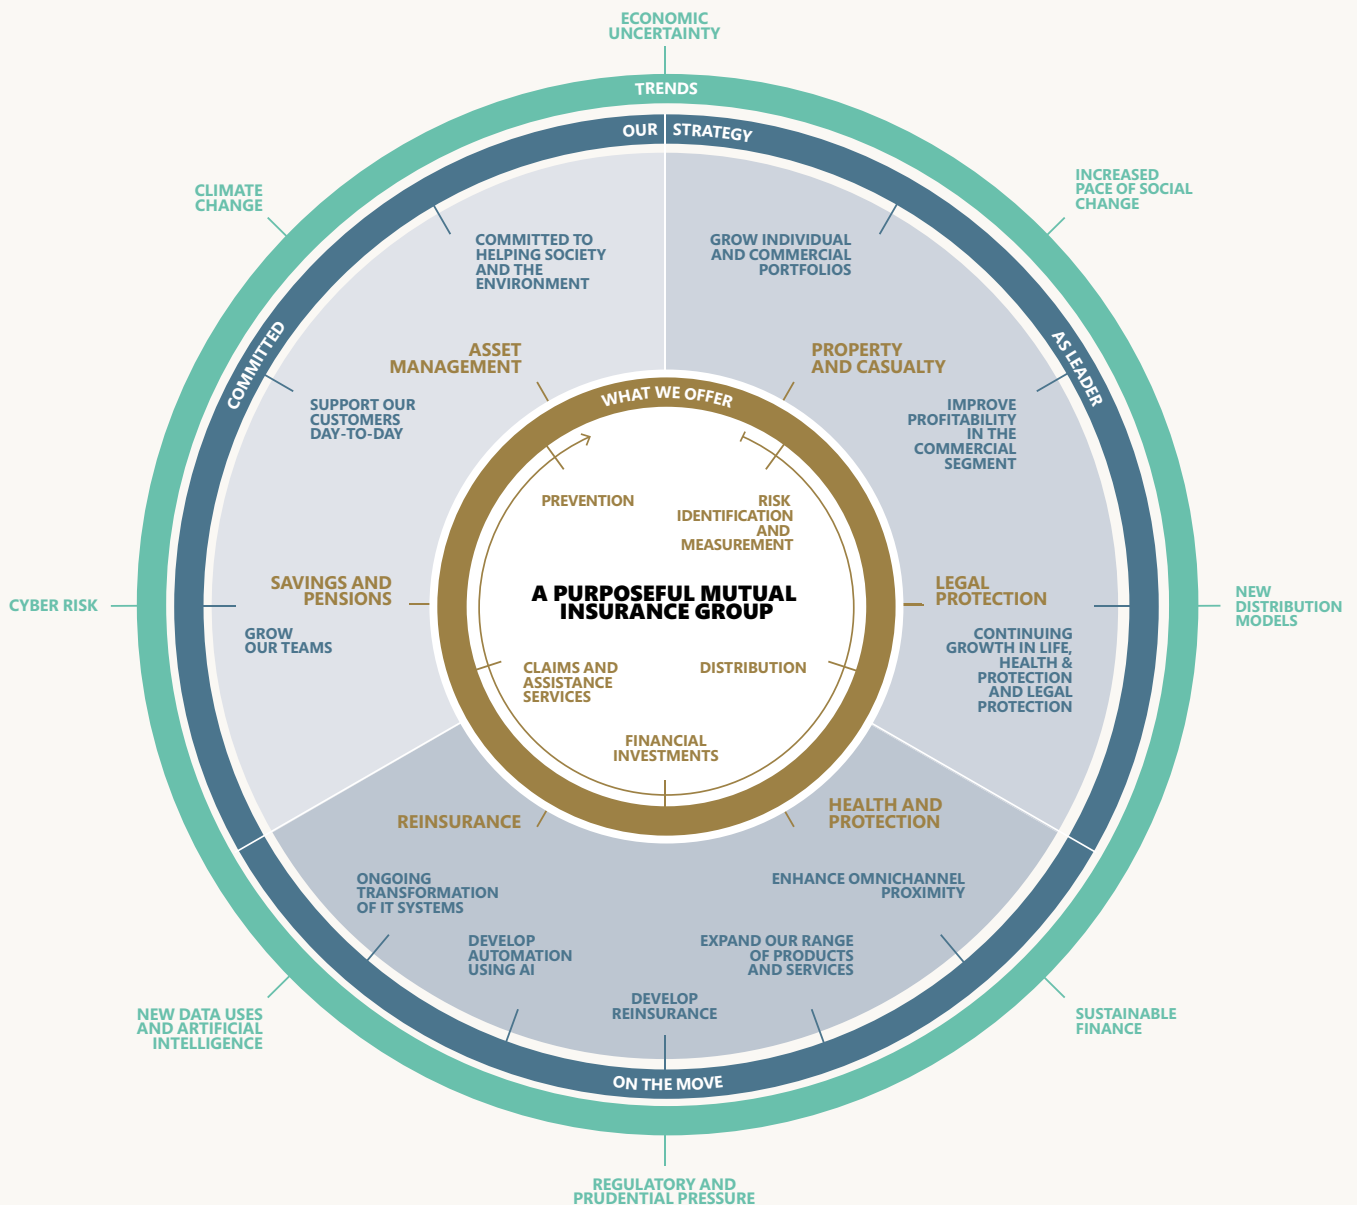 ECONOMIC
UNCERTAINTY
TRENDS
OUR STRATEGY
CLIMATE
CHANGE
INCREASED
PACE OF SOCIAL
CHANGE
COMMITTED TO
HELPING SOCIETY
AND THE
ENVIRONMENT
GROW INDIVIDUAL
AND COMMERCIAL
PORTFOLIOS
COMMITTED
AS LEADER
ASSET
MANAGEMENT
PROPERTY
AND CASUALTY
SUPPORT OUR
CUSTOMERS
DAY-TO-DAY
WHAT WE OFFER
IMPROVE
PROFITABILITY
IN THE
COMMERCIAL
SEGMENT
PREVENTION
RISK
IDENTIFICATION
AND
MEASUREMENT
A PURPOSEFUL MUTUAL
INSURANCE GROUP
CYBER RISK
SAVINGS AND
PENSIONS
LEGAL
PROTECTION
NEW
DISTRIBUTION
MODELS
GROW
OUR TEAMS
CONTINUING
GROWTH IN LIFE,
HEALTH &
PROTECTION
AND LEGAL
PROTECTION
CLAIMS AND
ASSISTANCE
SERVICES
DISTRIBUTION
FINANCIAL
INVESTMENTS
REINSURANCE
HEALTH AND
PROTECTION
ONGOING
TRANSFORMATION
OF IT SYSTEMS
ENHANCE OMNICHANNEL
PROXIMITY
DEVELOP
AUTOMATION
USING AI
EXPAND OUR RANGE
OF PRODUCTS
AND SERVICES
DEVELOP
REINSURANCE
NEW DATA USES
AND ARTIFICIAL
INTELLIGENCE
SUSTAINABLE
FINANCE
ON THE MOVE
REGULATORY AND
PRUDENTIAL PRESSURE